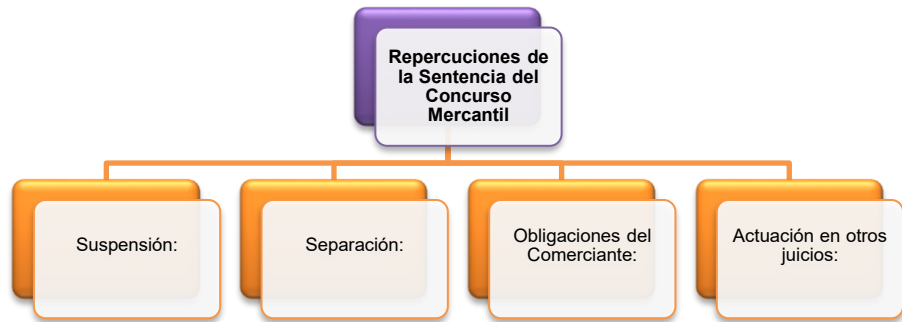 Repercuciones de
la Sentencia del
Concurso
Mercantil
Suspensión:
Separación:
Obligaciones del
Comerciante:
Actuación en otros
juicios: